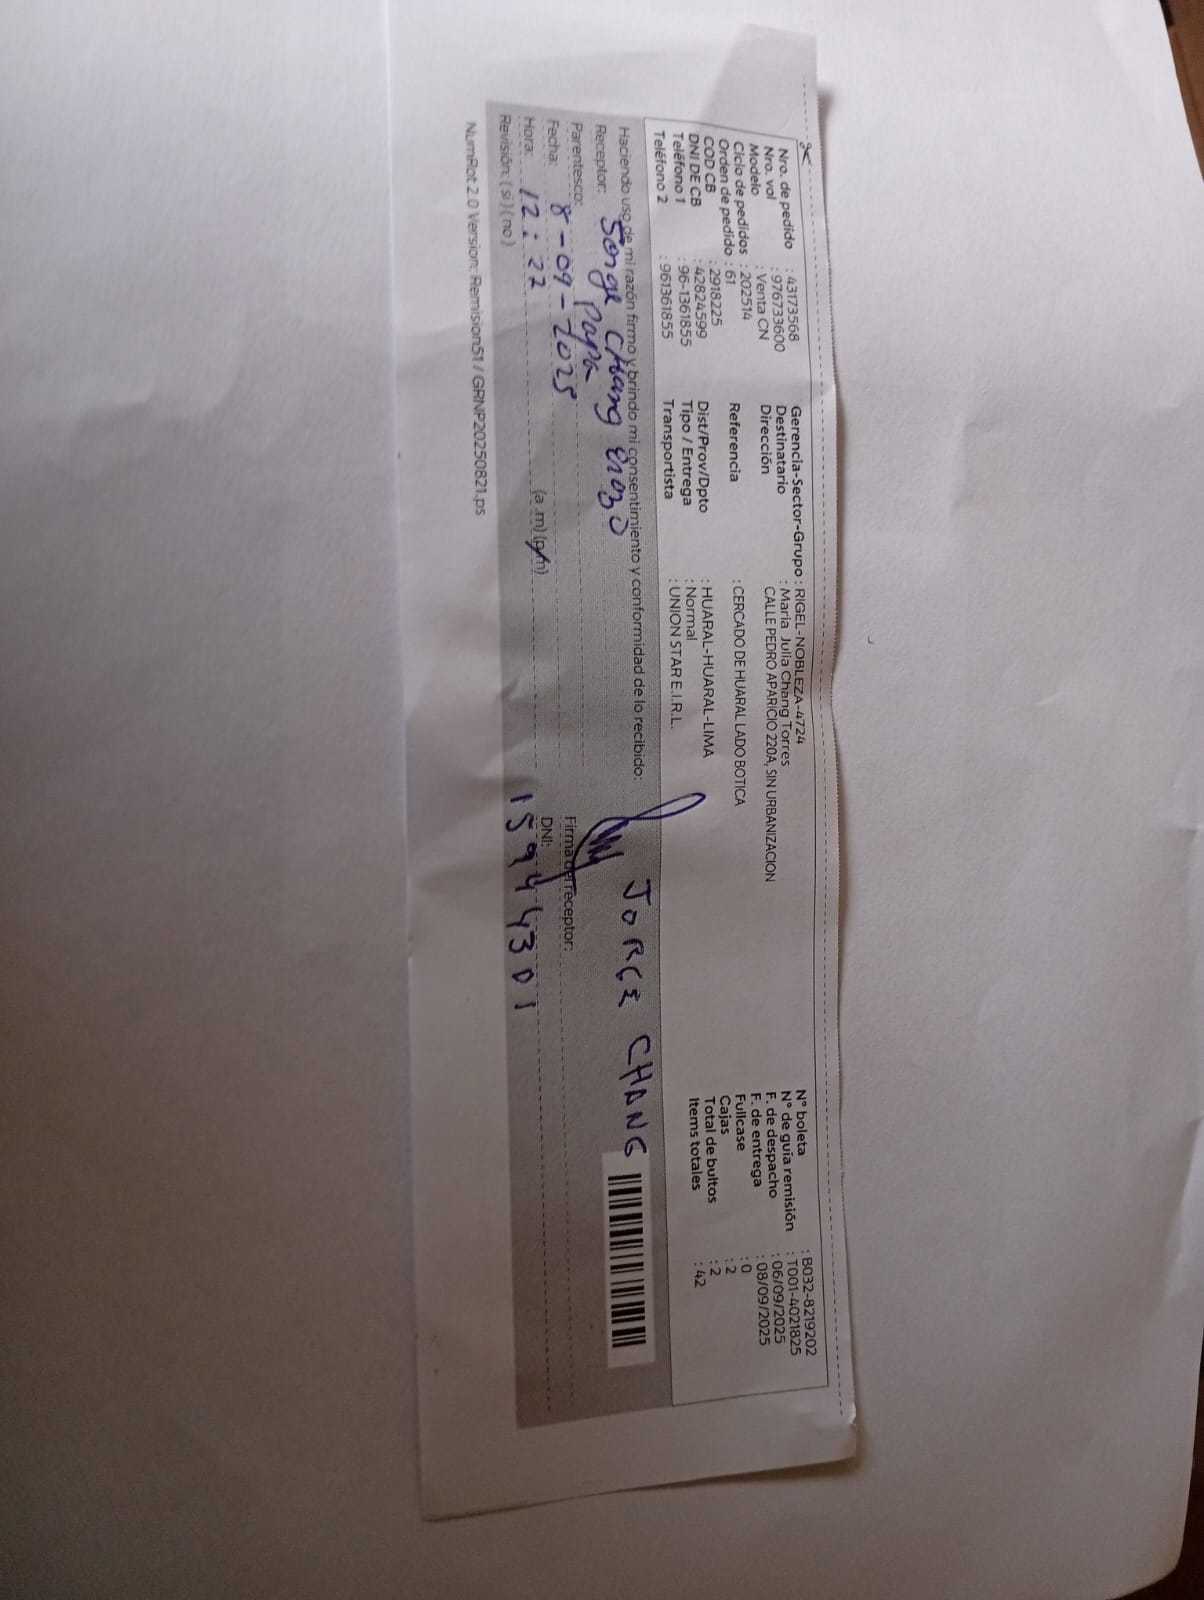 Nro. de pedido : 43173568
Nro. vol : 976733600
Modelo : Venta CN
Ciclo de pedidos : 202514
Orden de pedido : 61
COD CB : 2918225
DNI DE CB : 42824599
Teléfono 1 : 96-1361855
Teléfono 2 : 961361855
Gerencia-Sector-Grupo : RIGEL-NOBLEZA-4724
Destinatario : Maria Julia Chang Torres
Dirección CALLE PEDRO APARICIO 220A, SIN URBANIZACION
Referencia : CERCADO DE HUARAL LADO BOTICA
Dist/Prov/Dpto : HUARAL-HUARAL-LIMA
Tipo / Entrega : Normal
Transportista : UNION STAR E.I.R.L.
N° boleta : B032-8219202
N° de guía remisión : T001-4021825
F. de despacho : 06/09/2025
F. de entrega : 08/09/2025
Fullcase : 0
Cajas : 2
Total de bultos : 2
Items totales : 42
Haciendo uso de mi razón firmo y brindo mi consentimiento y conformidad de lo recibido:
Receptor: Jorge Chang
Parentesco: Papa
Fecha: 8-09-2025
Hora: 12:22 (a .m) (p.m)
Revisión: ( si ) ( no )
JORGE CHANG
Firma del receptor:
DNI:
15944301
NumRot 2.0 Version: Remision51 / GRNP20250821.ps